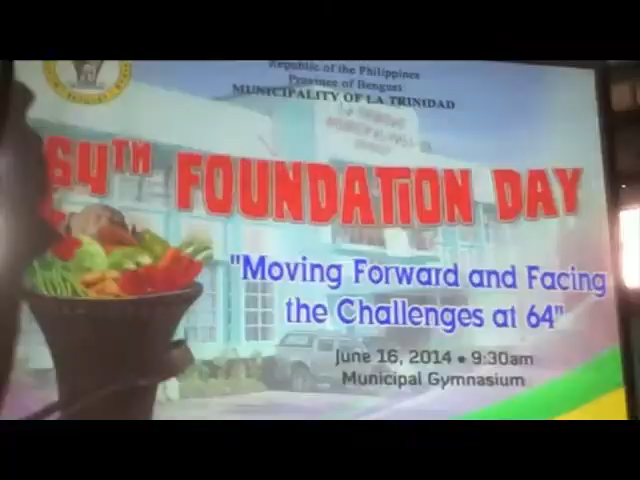 Republic of the Philippines
Province of Benguet
MUNICIPALITY OF LA TRINIDAD
64TH FOUNDATION DAY
"Moving Forward and Facing
the Challenges at 64"
June 16, 2014 • 9:30am
Municipal Gymnasium